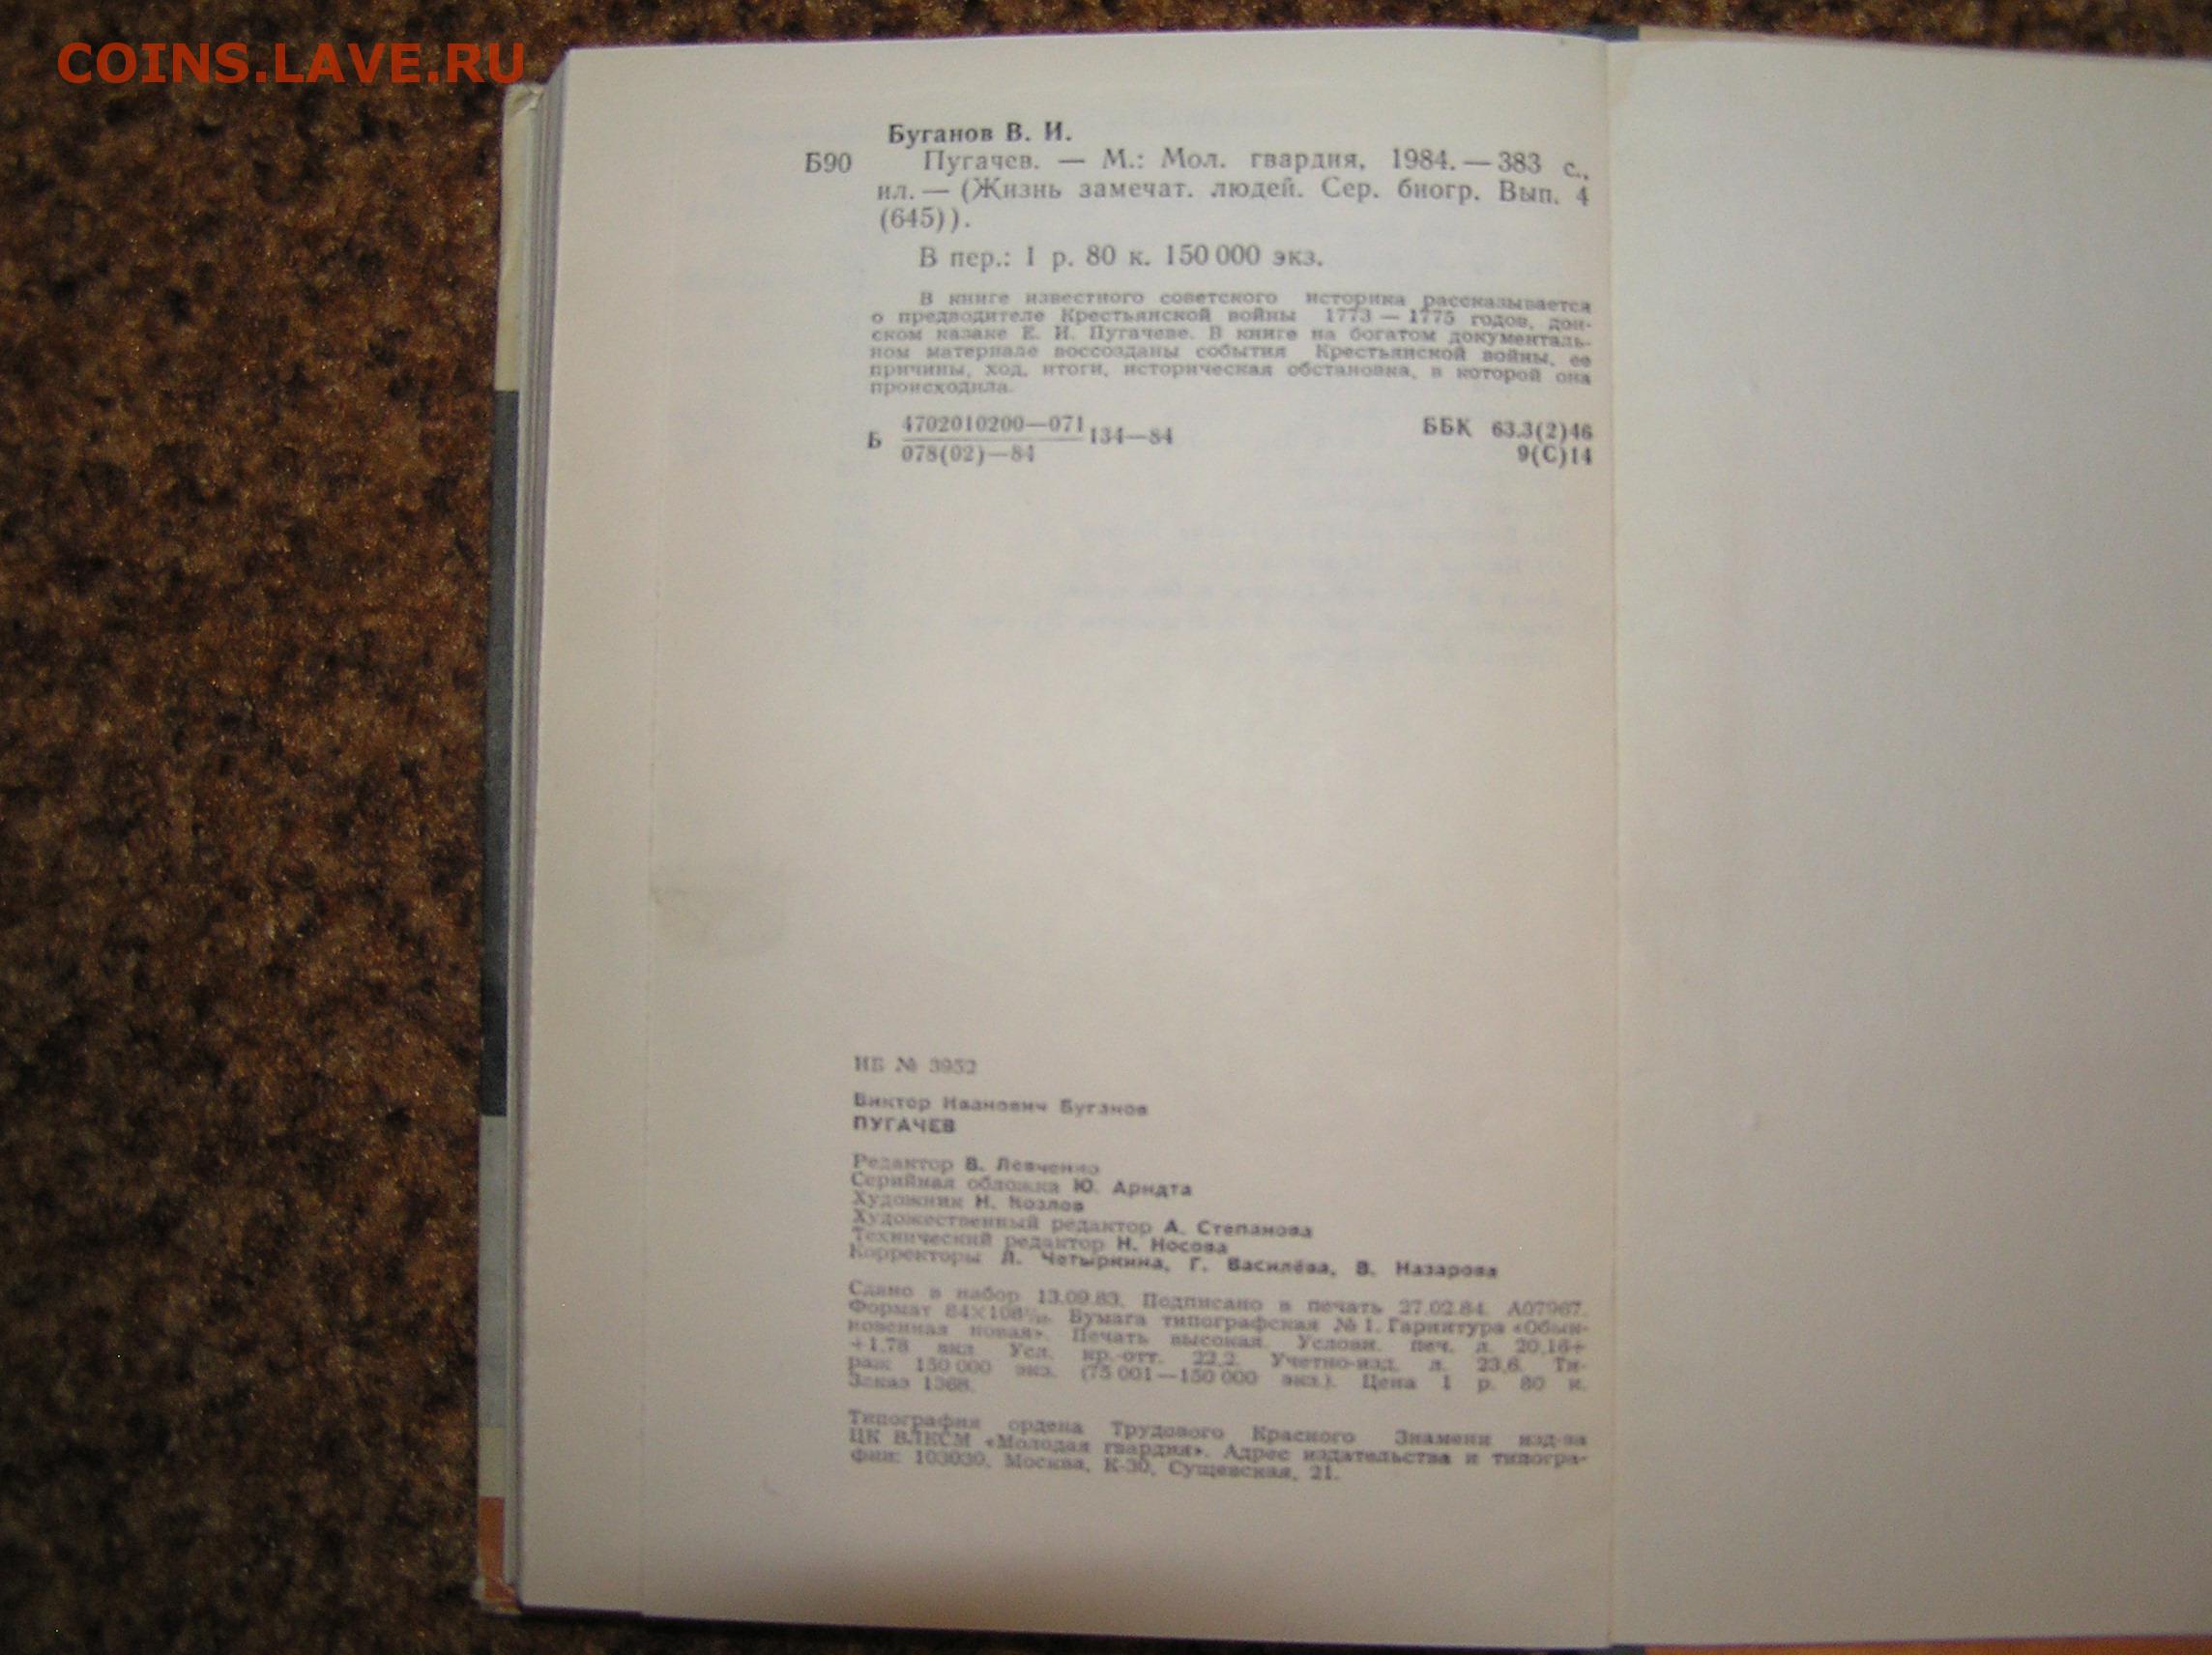 COINS.LAVE.RU
Буганов В. И.
Б90 Пугачев. — М.: Мол. гвардия, 1984. — 383 с.,
ил. — (Жизнь замечат. людей. Сер. биогр. Вып. 4
(645)).
В пер.: 1 р. 80 к. 150 000 экз.
В книге известного советского историка рассказывается
о предводителе Крестьянской войны 1773 — 1775 годов, дон-
ском казаке Е. И. Пугачеве. В книге на богатом документаль-
ном материале воссозданы события Крестьянской войны, ее
причины, ход, итоги, историческая обстановка, в которой она
происходила.
4702010200—071
Б 134—84
078(02)—84
ББК 63.3(2)46
9(С)14
ИБ № 3952
Виктор Иванович Буганов
ПУГАЧЕВ
Редактор В. Левченко
Серийная обложка Ю. Арндта
Художник Н. Козлов
Художественный редактор А. Степанова
Технический редактор Н. Носова
Корректоры Л. Четыркина, Г. Василёва, В. Назарова
Сдано в набор 13.09.83. Подписано в печать 27.02.84. А07967.
Формат 84×108¹/₃₂. Бумага типографская № 1. Гарнитура «Обык-
новенная новая». Печать высокая. Условн. печ. л. 20,16+
+1,78 вкл. Усл. кр.-отт. 22,2. Учетно-изд. л. 23,6. Ти-
раж 150 000 экз. (75 001—150 000 экз.). Цена 1 р. 80 к.
Заказ 1368.
Типография ордена Трудового Красного Знамени изд-ва
ЦК ВЛКСМ «Молодая гвардия». Адрес издательства и типогра-
фии: 103030, Москва, К-30, Сущевская, 21.